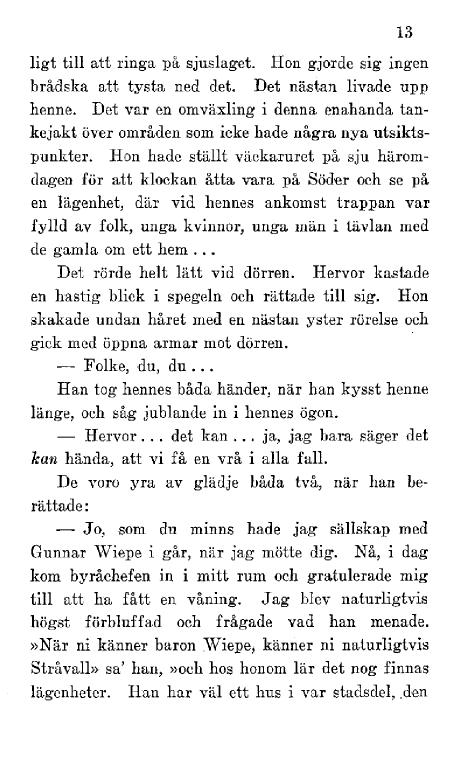 13
ligt till att ringa på sjuslaget. Hon gjorde sig ingen
brådska att tysta ned det. Det nästan livade upp
henne. Det var en omväxling i denna enahanda tan-
kejakt över områden som icke hade några nya utsikts-
punkter. Hon hade ställt väckaruret på sju härom-
dagen för att klockan åtta vara på Söder och se på
en lägenhet, där vid hennes ankomst trappan var
fylld av folk, unga kvinnor, unga män i tävlan med
de gamla om ett hem ...
Det rörde helt lätt vid dörren. Hervor kastade
en hastig blick i spegeln och rättade till sig. Hon
skakade undan håret med en nästan yster rörelse och
gick med öppna armar mot dörren.
— Folke, du, du ...
Han tog hennes båda händer, när han kysst henne
länge, och såg jublande in i hennes ögon.
— Hervor ... det kan ... ja, jag bara säger det
kan hända, att vi få en vrå i alla fall.
De voro yra av glädje båda två, när han be-
rättade:
— Jo, som du minns hade jag sällskap med
Gunnar Wiepe i går, när jag mötte dig. Nå, i dag
kom byråchefen in i mitt rum och gratulerade mig
till att ha fått en våning. Jag blev naturligtvis
högst förbluffad och frågade vad han menade.
»När ni känner baron Wiepe, känner ni naturligtvis
Stråvall» sa' han, »och hos honom lär det nog finnas
lägenheter. Han har väl ett hus i var stadsdel, den